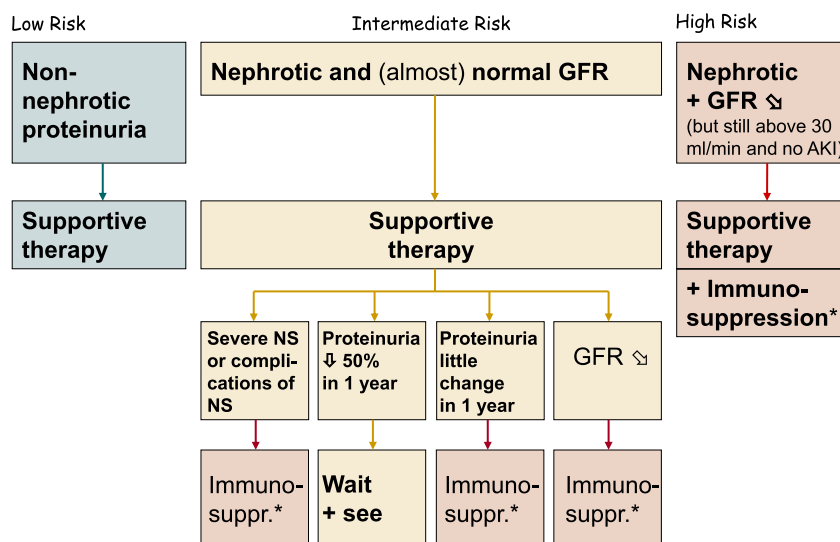 Low Risk
Intermediate Risk
High Risk
Non-
nephrotic
proteinuria
Nephrotic and (almost) normal GFR
Nephrotic
+ GFR ⇘
(but still above 30
ml/min and no AKI)
Supportive
therapy
Supportive
therapy
Supportive
therapy
+ Immuno-
suppression*
Severe NS
or compli-
cations of
NS
Proteinuria
⇩ 50%
in 1 year
Proteinuria
little
change
in 1 year
GFR ⇘
Immuno-
suppr.*
Wait
+ see
Immuno-
suppr.*
Immuno-
suppr.*